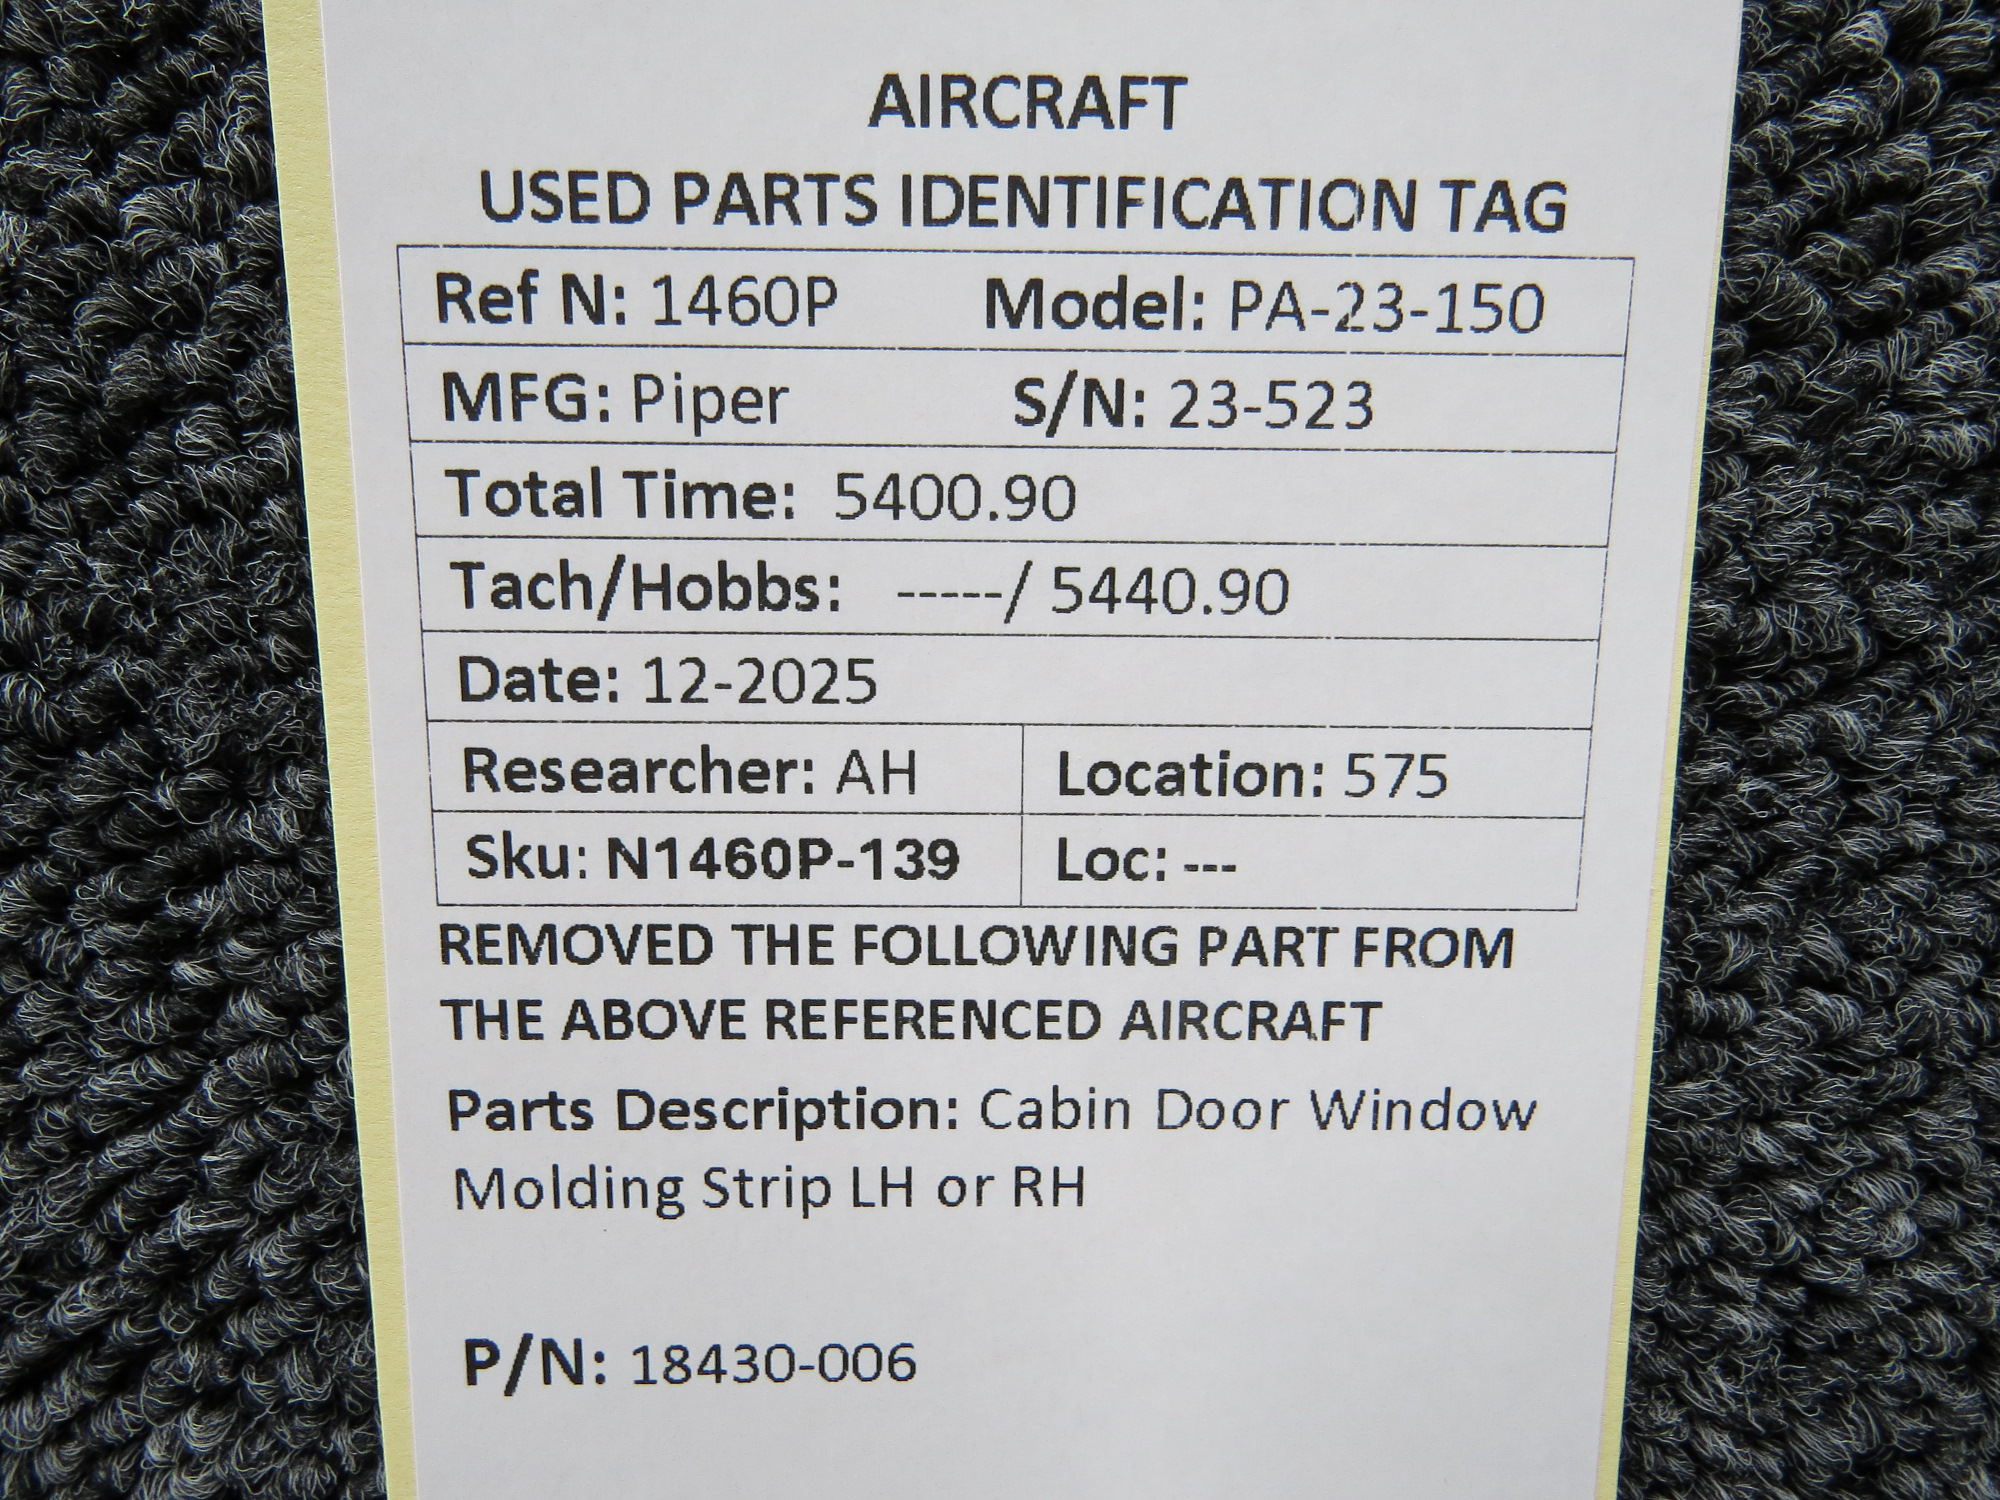 AIRCRAFT
USED PARTS IDENTIFICATION TAG
Ref N: 1460P Model: PA-23-150
MFG: Piper S/N: 23-523
Total Time: 5400.90
Tach/Hobbs: -----/ 5440.90
Date: 12-2025
Researcher: AH Location: 575
Sku: N1460P-139 Loc: ---
REMOVED THE FOLLOWING PART FROM
THE ABOVE REFERENCED AIRCRAFT
Parts Description: Cabin Door Window
Molding Strip LH or RH
P/N: 18430-006